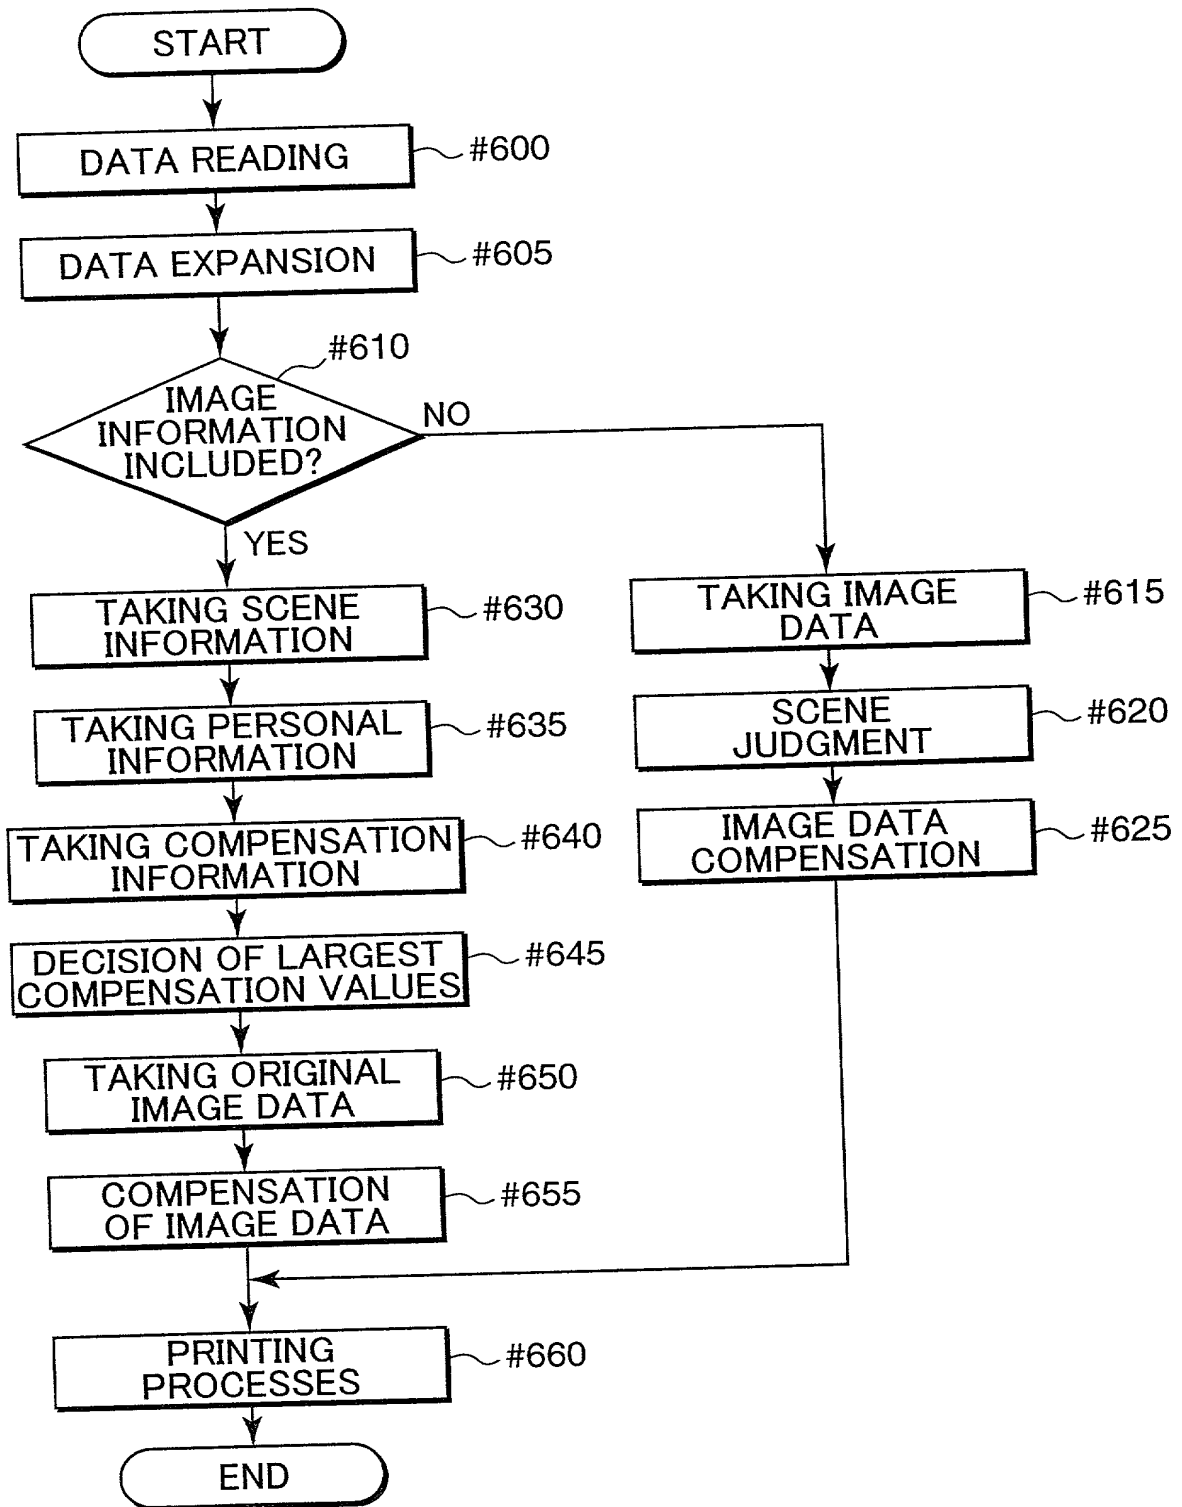 START
DATA READING
#600
DATA EXPANSION
#605
#610
IMAGE
INFORMATION
INCLUDED?
NO
YES
TAKING SCENE
INFORMATION
#630
TAKING PERSONAL
INFORMATION
#635
TAKING COMPENSATION
INFORMATION
#640
DECISION OF LARGEST
COMPENSATION VALUES
#645
TAKING ORIGINAL
IMAGE DATA
#650
COMPENSATION
OF IMAGE DATA
#655
TAKING IMAGE
DATA
#615
SCENE
JUDGMENT
#620
IMAGE DATA
COMPENSATION
#625
PRINTING
PROCESSES
#660
END